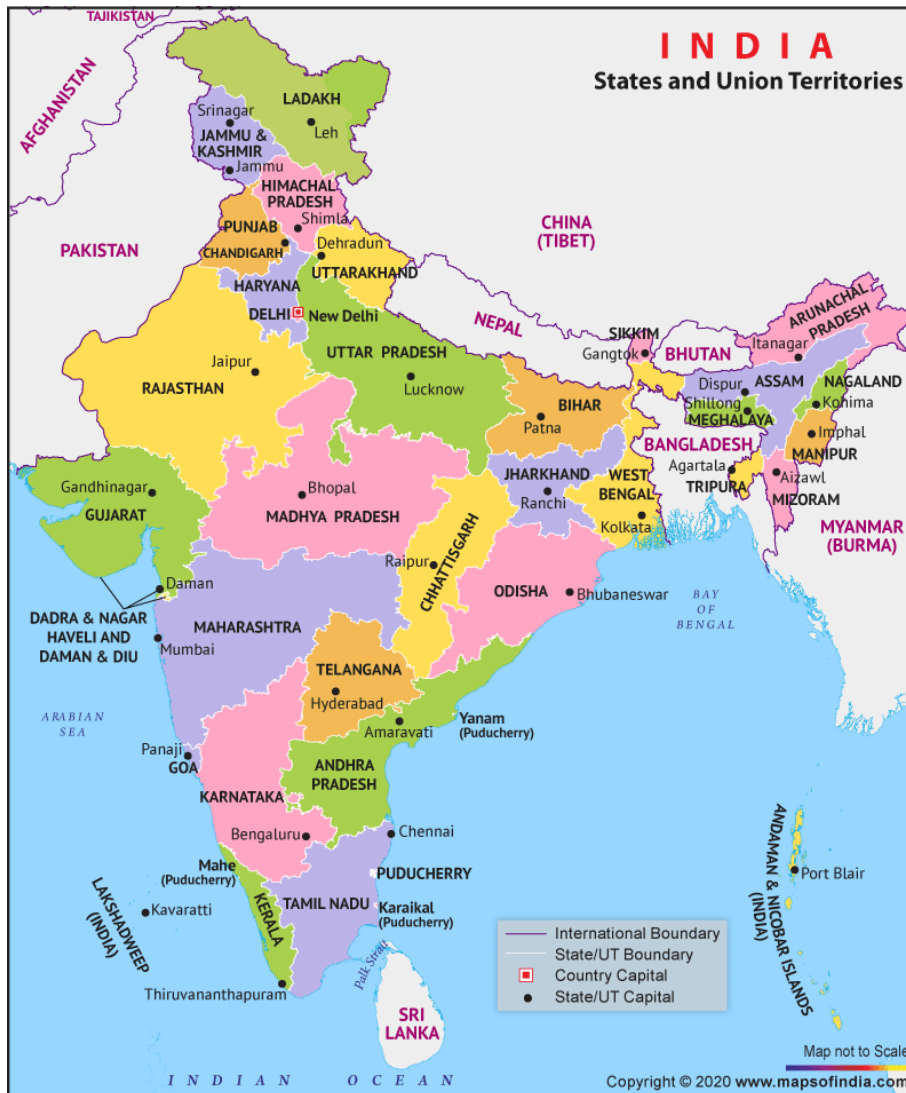 INDIA
States and Union Territories
TAJIKISTAN
AFGHANISTAN
PAKISTAN
CHINA
(TIBET)
NEPAL
BHUTAN
BANGLADESH
MYANMAR
(BURMA)
SRI
LANKA
LADAKH
Leh
Srinagar
JAMMU &
KASHMIR
Jammu
HIMACHAL
PRADESH
Shimla
PUNJAB
CHANDIGARH
Dehradun
UTTARAKHAND
HARYANA
DELHI
New Delhi
Jaipur
RAJASTHAN
UTTAR PRADESH
Lucknow
BIHAR
Patna
SIKKIM
Gangtok
ARUNACHAL
PRADESH
Itanagar
Dispur
ASSAM
NAGALAND
Kohima
Shillong
MEGHALAYA
Imphal
MANIPUR
Agartala
TRIPURA
Aizawl
MIZORAM
Gandhinagar
GUJARAT
Bhopal
MADHYA PRADESH
JHARKHAND
Ranchi
WEST
BENGAL
Kolkata
Raipur
CHHATTISGARH
ODISHA
Bhubaneswar
Daman
DADRA & NAGAR
HAVELI AND
DAMAN & DIU
MAHARASHTRA
Mumbai
TELANGANA
Hyderabad
Amaravati
Yanam
(Puducherry)
ANDHRA
PRADESH
Panaji
GOA
KARNATAKA
Bengaluru
Chennai
Mahe
(Puducherry)
PUDUCHERRY
KERALA
TAMIL NADU
Karaikal
(Puducherry)
Thiruvananthapuram
Kavaratti
LAKSHADWEEP
(INDIA)
Palk Strait
ARABIAN
SEA
BAY
OF
BENGAL
INDIAN OCEAN
ANDAMAN & NICOBAR ISLANDS
(INDIA)
Port Blair
International Boundary
State/UT Boundary
Country Capital
State/UT Capital
Map not to Scale
Copyright © 2020 www.mapsofindia.com